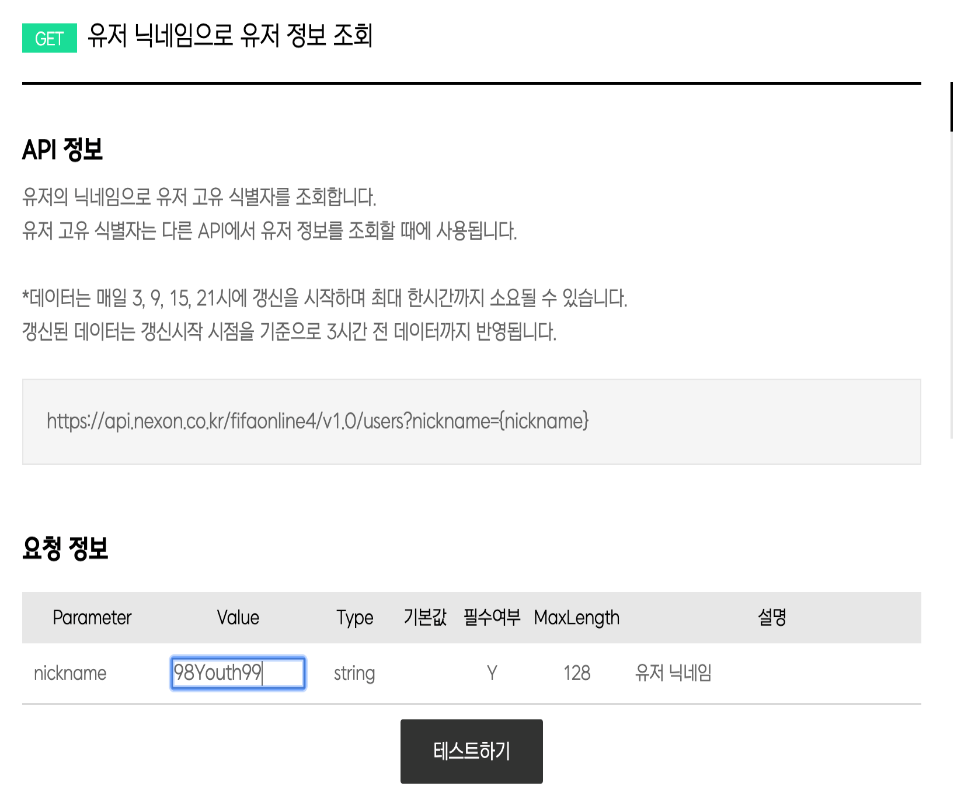 GET 유저 닉네임으로 유저 정보 조회
API 정보
유저의 닉네임으로 유저 고유 식별자를 조회합니다.
유저 고유 식별자는 다른 API에서 유저 정보를 조회할 때에 사용됩니다.
*데이터는 매일 3, 9, 15, 21시에 갱신을 시작하며 최대 한시간까지 소요될 수 있습니다.
갱신된 데이터는 갱신시작 시점을 기준으로 3시간 전 데이터까지 반영됩니다.
https://api.nexon.co.kr/fifaonline4/v1.0/users?nickname={nickname}
요청 정보
Parameter Value Type 기본값 필수여부 MaxLength 설명
nickname 98Youth99 string Y 128 유저 닉네임
테스트하기